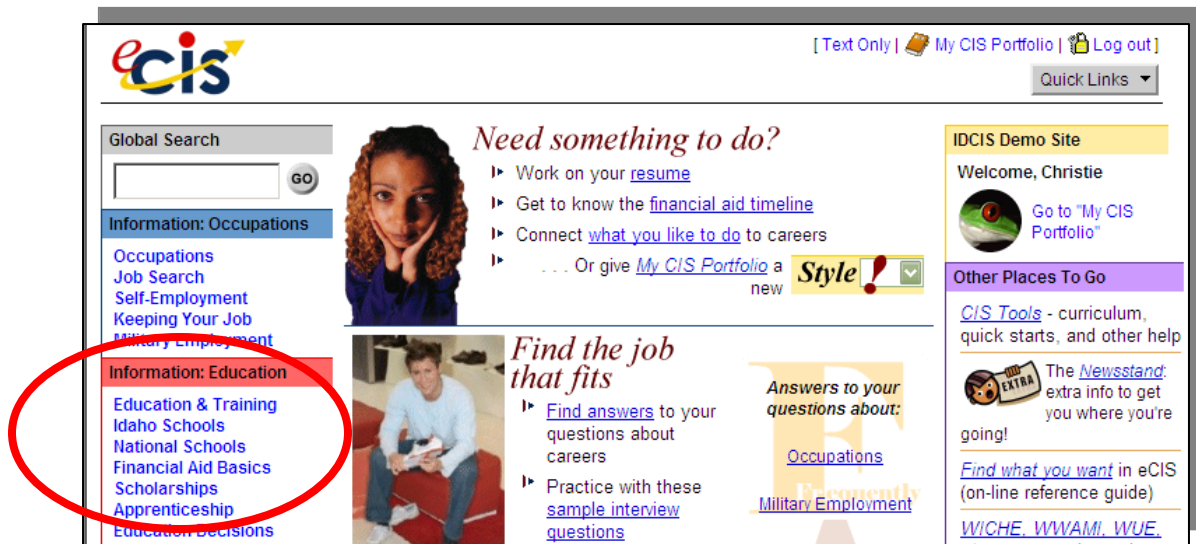 ecis
[ Text Only | My CIS Portfolio | Log out ]
Quick Links
Global Search
GO
Information: Occupations
Occupations
Job Search
Self-Employment
Keeping Your Job
Military Employment
Information: Education
Education & Training
Idaho Schools
National Schools
Financial Aid Basics
Scholarships
Apprenticeship
Education Decisions
Need something to do?
Work on your resume
Get to know the financial aid timeline
Connect what you like to do to careers
. . . Or give My CIS Portfolio a
new
Style!
Find the job
that fits
Find answers to your
questions about
careers
Practice with these
sample interview
questions
Answers to your
questions about:
Occupations
Frequently
Military Employment
IDCIS Demo Site
Welcome, Christie
Go to "My CIS
Portfolio"
Other Places To Go
CIS Tools - curriculum,
quick starts, and other help
EXTRA
The Newsstand:
extra info to get
you where you're
going!
Find what you want in eCIS
(on-line reference guide)
WICHE, WWAMI, WUE,